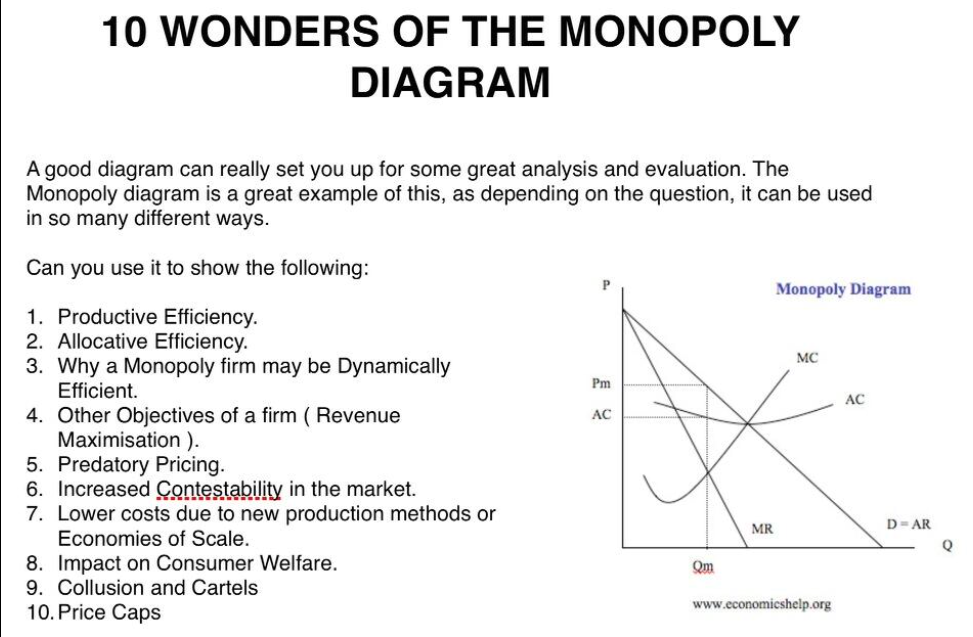 10 WONDERS OF THE MONOPOLY
DIAGRAM
A good diagram can really set you up for some great analysis and evaluation. The
Monopoly diagram is a great example of this, as depending on the question, it can be used
in so many different ways.
Can you use it to show the following:
1. Productive Efficiency.
2. Allocative Efficiency.
3. Why a Monopoly firm may be Dynamically
Efficient.
4. Other Objectives of a firm ( Revenue
Maximisation ).
5. Predatory Pricing.
6. Increased Contestability in the market.
7. Lower costs due to new production methods or
Economies of Scale.
8. Impact on Consumer Welfare.
9. Collusion and Cartels
10. Price Caps
P
Monopoly Diagram
MC
Pm
AC
AC
MR
D = AR
Q
Qm
www.economicshelp.org